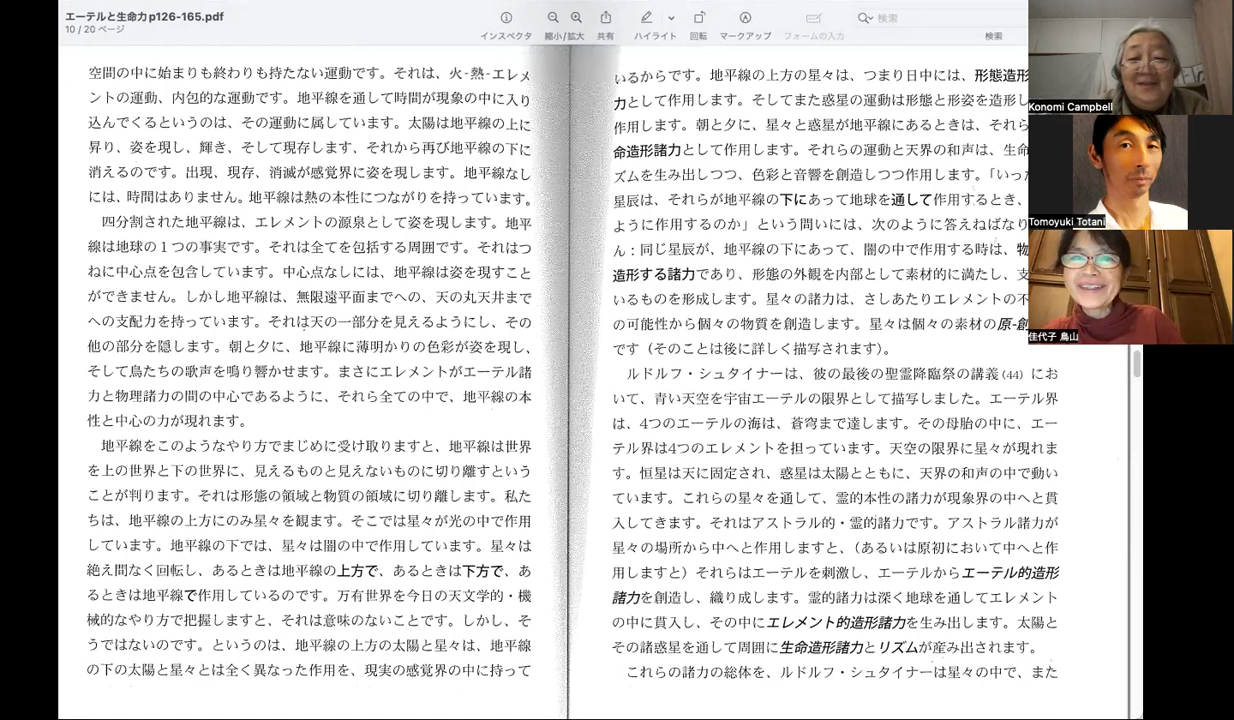 エーテルと生命力 p126-165.pdf
10 / 20 ページ
インスペクタ
縮小/拡大
共有
ハイライト
回転
マークアップ
フォームの入力
検索
検索
空間の中に始まりも終わりも持たない運動です。それは、火-熱-エレメ
ントの運動、内包的な運動です。地平線を通して時間が現象の中に入り
込んでくるというのは、その運動に属しています。太陽は地平線の上に
昇り、姿を現し、輝き、そして現存します、それから再び地平線の下に
消えるのです。出現、現存、消滅が感覚界に姿を現します。地平線なし
には、時間はありません。地平線は熱の本性につながりを持っています。
四分割された地平線は、エレメントの源泉として姿を現します。地平
線は地球の1つの事実です。それは全てを包括する周囲です。それはつ
ねに中心点を包含しています。中心点なしには、地平線は姿を現すこと
ができません。しかし地平線は、無限遠平面までへの、天の丸天井まで
への支配力を持っています。それは天の一部分を見えるようにし、その
他の部分を隠します。朝と夕に、地平線に薄明かりの色彩が姿を現し、
そして鳥たちの歌声を鳴り響かせます。まさにエレメントがエーテル諸
力と物理諸力の間の中心であるように、それら全ての中で、地平線の本
性と中心の力が現れます。
地平線をこのようなやり方でまじめに受け取りますと、地平線は世界
を上の世界と下の世界に、見えるものと見えないものに切り離すという
ことが判ります。それは形態の領域と物質の領域に切り離します。私た
ちは、地平線の上方にのみ星々を観ます。そこでは星々が光の中で作用
しています。地平線の下では、星々は闇の中で作用しています。星々は
絶え間なく回転し、あるときは地平線の上方で、あるときは下方で、あ
るときは地平線で作用しているのです。万有世界を今日の天文学的・機
械的なやり方で把握しますと、それは意味のないことです。しかし、そ
うではないのです。というのは、地平線の上方の太陽と星々は、地平線
の下の太陽と星々とは全く異なった作用を、現実の感覚界の中に持って
いるからです。地平線の上方の星々は、つまり日中には、形態造形
力として作用します。そしてまた惑星の運動は形態と形姿を造形し
作用します。朝と夕に、星々と惑星が地平線にあるときは、それら
命造形諸力として作用します。それらの運動と天界の和声は、生命
ズムを生み出しつつ、色彩と音響を創造しつつ作用します。「いった
星辰は、それらが地平線の下にあって地球を通して作用するとき、
ように作用するのか」という問いには、次のように答えねばなり
ん：同じ星辰が、地平線の下にあって、闇の中で作用する時は、物
造形する諸力であり、形態の外観を内部として素材的に満たし、支
いるものを形成します。星々の諸力は、さしあたりエレメントの不
の可能性から個々の物質を創造します。星々は個々の素材の原-創
です（そのことは後に詳しく描写されます）。
ルドルフ・シュタイナーは、彼の最後の聖霊降臨祭の講義(44)にお
いて、青い天空を宇宙エーテルの限界として描写しました。エーテル界
は、4つのエーテルの海は、蒼穹まで達します。その母胎の中に、エー
テル界は4つのエレメントを担っています。天空の限界に星々が現れま
す。恒星は天に固定され、惑星は太陽とともに、天界の和声の中で動い
ています。これらの星々を通して、霊的本性の諸力が現象界の中へと貫
入してきます。それはアストラル的・霊的諸力です。アストラル諸力が
星々の場所から中へと作用しますと、（あるいは原初において中へと作
用しますと）それらはエーテルを刺激し、エーテルからエーテル的造形
諸力を創造し、織り成します。霊的諸力は深く地球を通してエレメント
の中に貫入し、その中にエレメント的造形諸力を生み出します。太陽と
その諸惑星を通して周囲に生命造形諸力とリズムが産み出されます。
これらの諸力の総体を、ルドルフ・シュタイナーは星々の中で、また
Konomi Campbell
Tomoyuki Totani
佳代子 鳥山